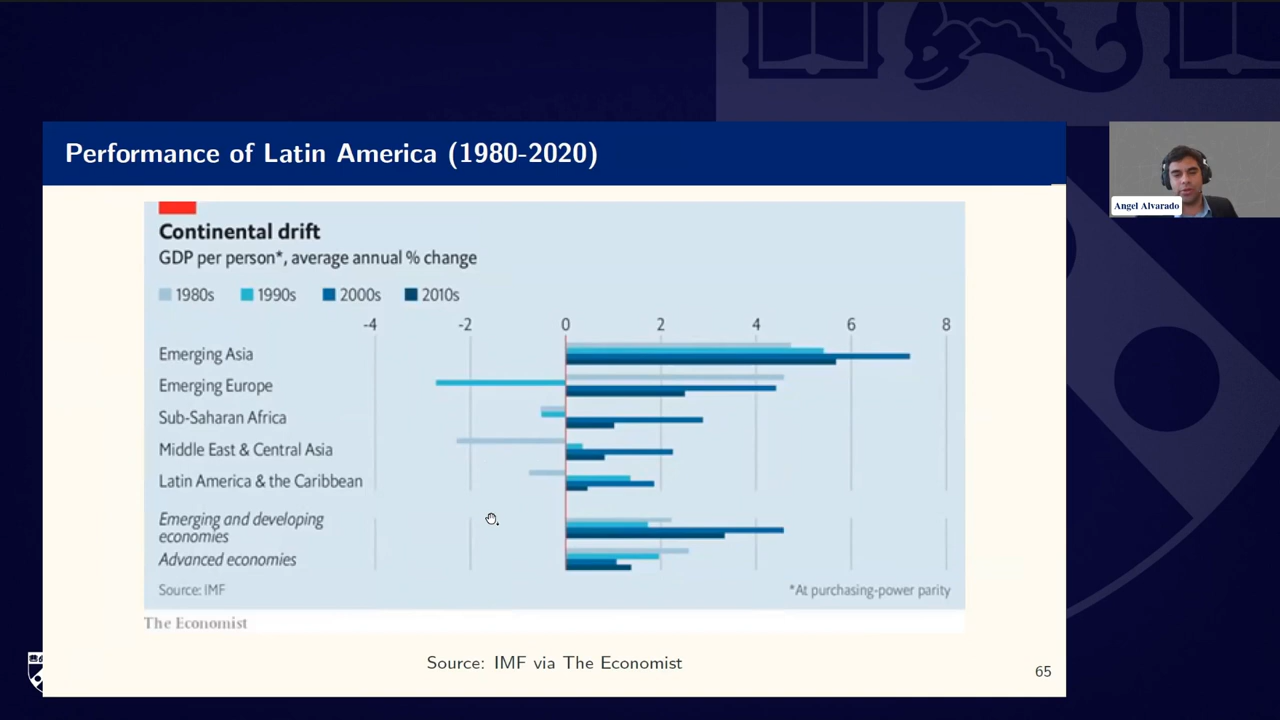 Performance of Latin America (1980-2020)
Angel Alvarado
Continental drift
GDP per person*, average annual % change
1980s 1990s 2000s 2010s
-4 -2 0 2 4 6 8
Emerging Asia
Emerging Europe
Sub-Saharan Africa
Middle East & Central Asia
Latin America & the Caribbean
Emerging and developing
economies
Advanced economies
Source: IMF *At purchasing-power parity
The Economist
Source: IMF via The Economist
65